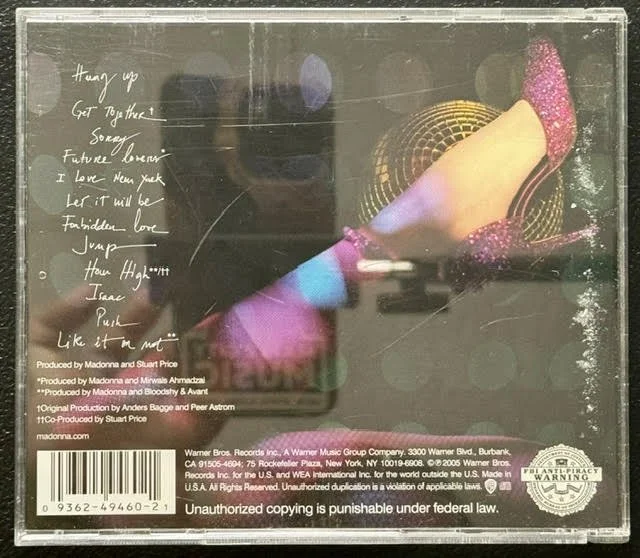 Hung up
Get Together†
Sorry
Future Lovers*
I Love New York
Let it will be
Forbidden love
Jump
How High**/††
Isaac
Push
Like it or not**
Produced by Madonna and Stuart Price
*Produced by Madonna and Mirwais Ahmadzai
**Produced by Madonna and Bloodshy & Avant
†Original Production by Anders Bagge and Peer Astrom
††Co-Produced by Stuart Price
madonna.com
0 9362-49460-2 1
Warner Bros. Records Inc., A Warner Music Group Company. 3300 Warner Blvd., Burbank,
CA 91505-4694; 75 Rockefeller Plaza, New York, NY 10019-6908. ©℗ 2005 Warner Bros.
Records Inc. for the U.S. and WEA International Inc. for the world outside the U.S. Made in
U.S.A. All Rights Reserved. Unauthorized duplication is a violation of applicable laws.
Unauthorized copying is punishable under federal law.
FBI ANTI-PIRACY
WARNING
MUSIC